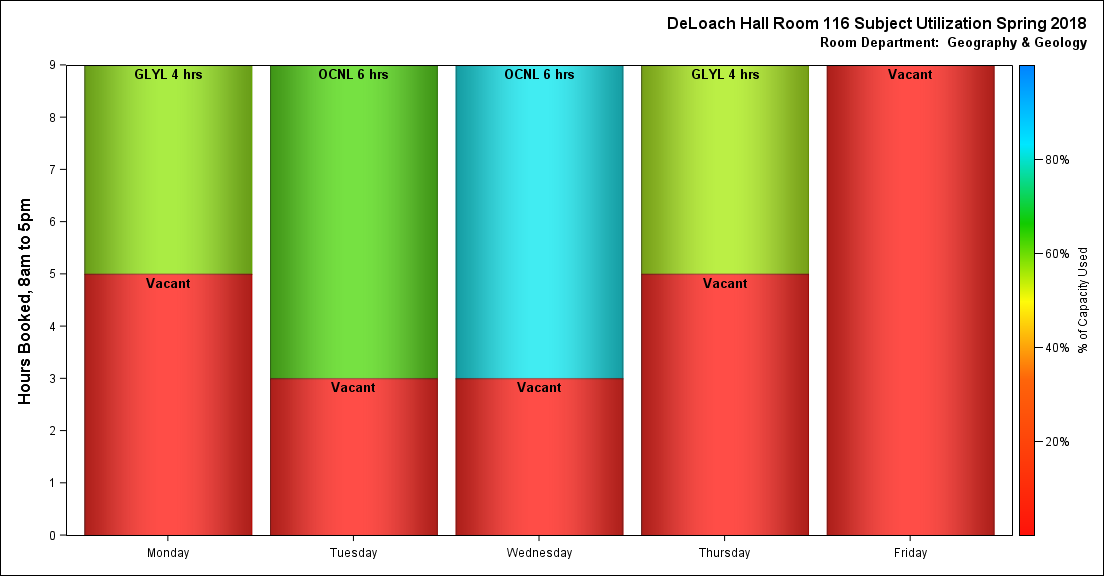 DeLoach Hall Room 116 Subject Utilization Spring 2018
Room Department: Geography & Geology
Hours Booked, 8am to 5pm
9
8
7
6
5
4
3
2
1
0
GLYL 4 hrs
Vacant
OCNL 6 hrs
Vacant
OCNL 6 hrs
Vacant
GLYL 4 hrs
Vacant
Vacant
Monday
Tuesday
Wednesday
Thursday
Friday
80%
60%
40%
20%
% of Capacity Used